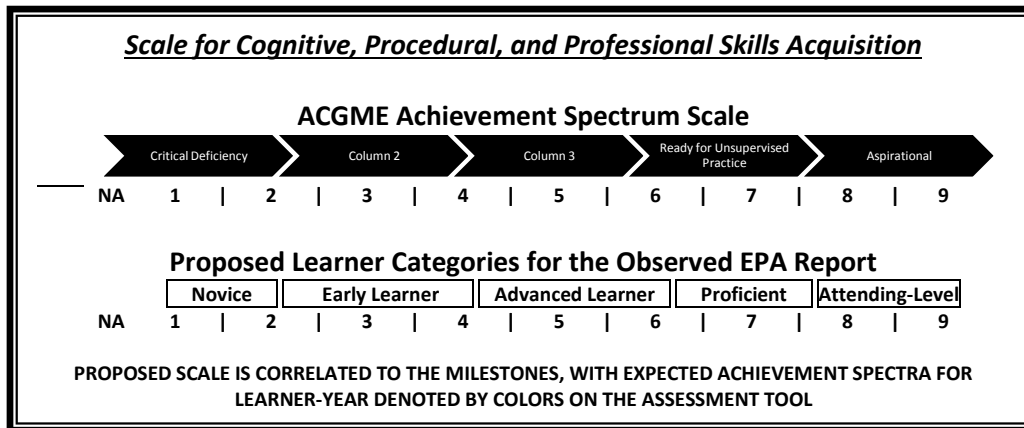 Scale for Cognitive, Procedural, and Professional Skills Acquisition
ACGME Achievement Spectrum Scale
Critical Deficiency Column 2 Column 3 Ready for Unsupervised Practice Aspirational
NA 1 | 2 | 3 | 4 | 5 | 6 | 7 | 8 | 9
Proposed Learner Categories for the Observed EPA Report
Novice Early Learner Advanced Learner Proficient Attending-Level
NA 1 | 2 | 3 | 4 | 5 | 6 | 7 | 8 | 9
PROPOSED SCALE IS CORRELATED TO THE MILESTONES, WITH EXPECTED ACHIEVEMENT SPECTRA FOR
LEARNER-YEAR DENOTED BY COLORS ON THE ASSESSMENT TOOL